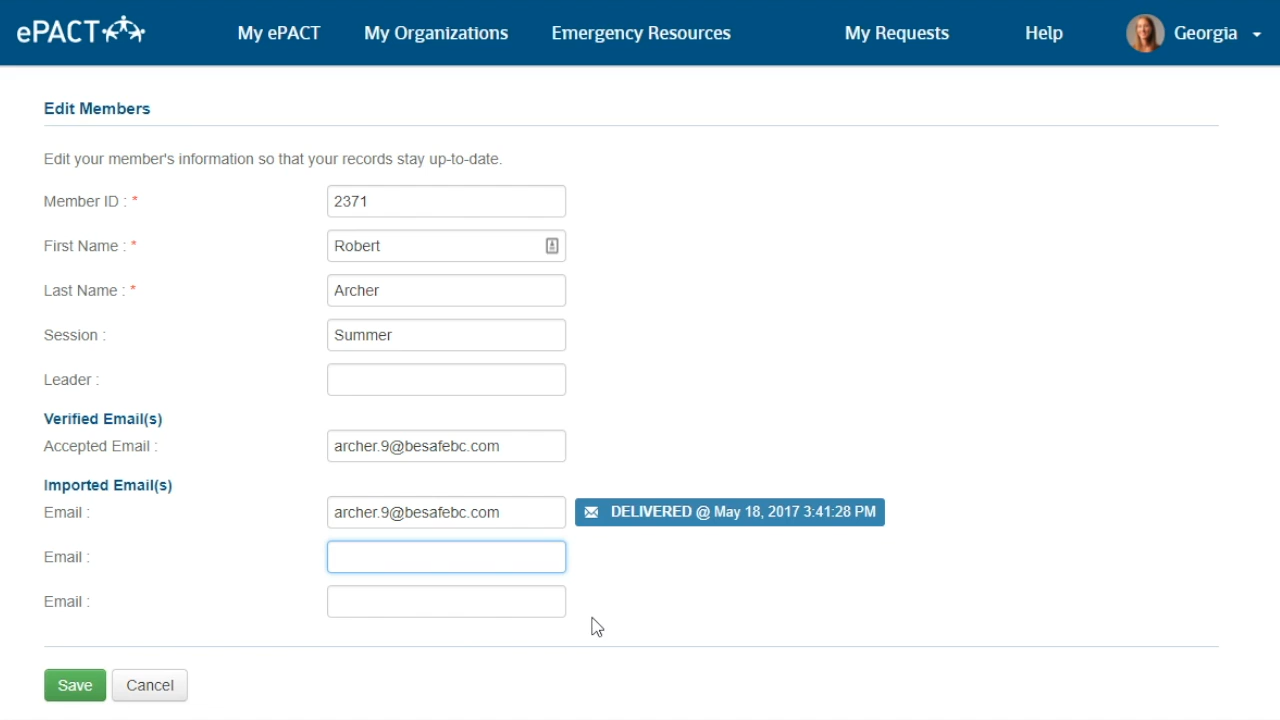 ePACT My ePACT My Organizations Emergency Resources My Requests Help Georgia
Edit Members
Edit your member's information so that your records stay up-to-date.
Member ID : * 2371
First Name : * Robert
Last Name : * Archer
Session : Summer
Leader :
Verified Email(s)
Accepted Email : archer.9@besafebc.com
Imported Email(s)
Email : archer.9@besafebc.com DELIVERED @ May 18, 2017 3:41:28 PM
Email :
Email :
Save Cancel